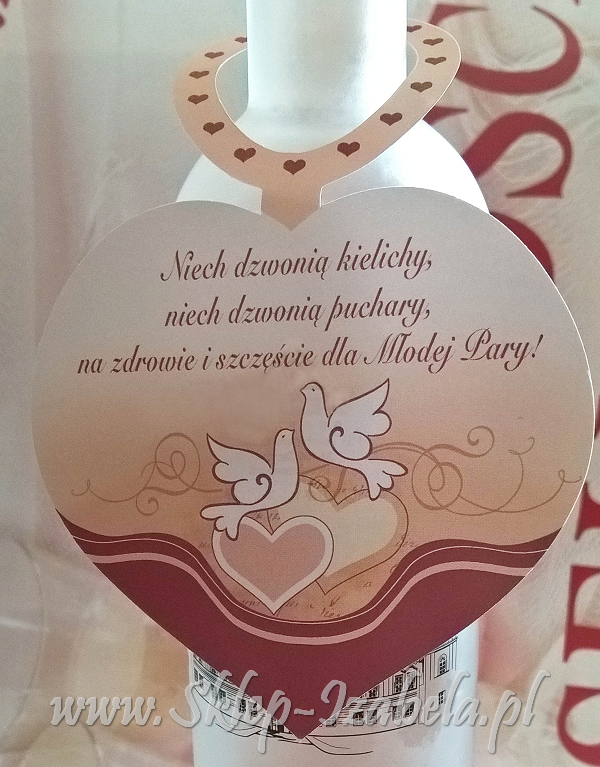 Niech dzwonią kielichy,
niech dzwonią puchary,
na zdrowie i szczęście dla Młodej Pary!
www.Sklep-Izabela.pl